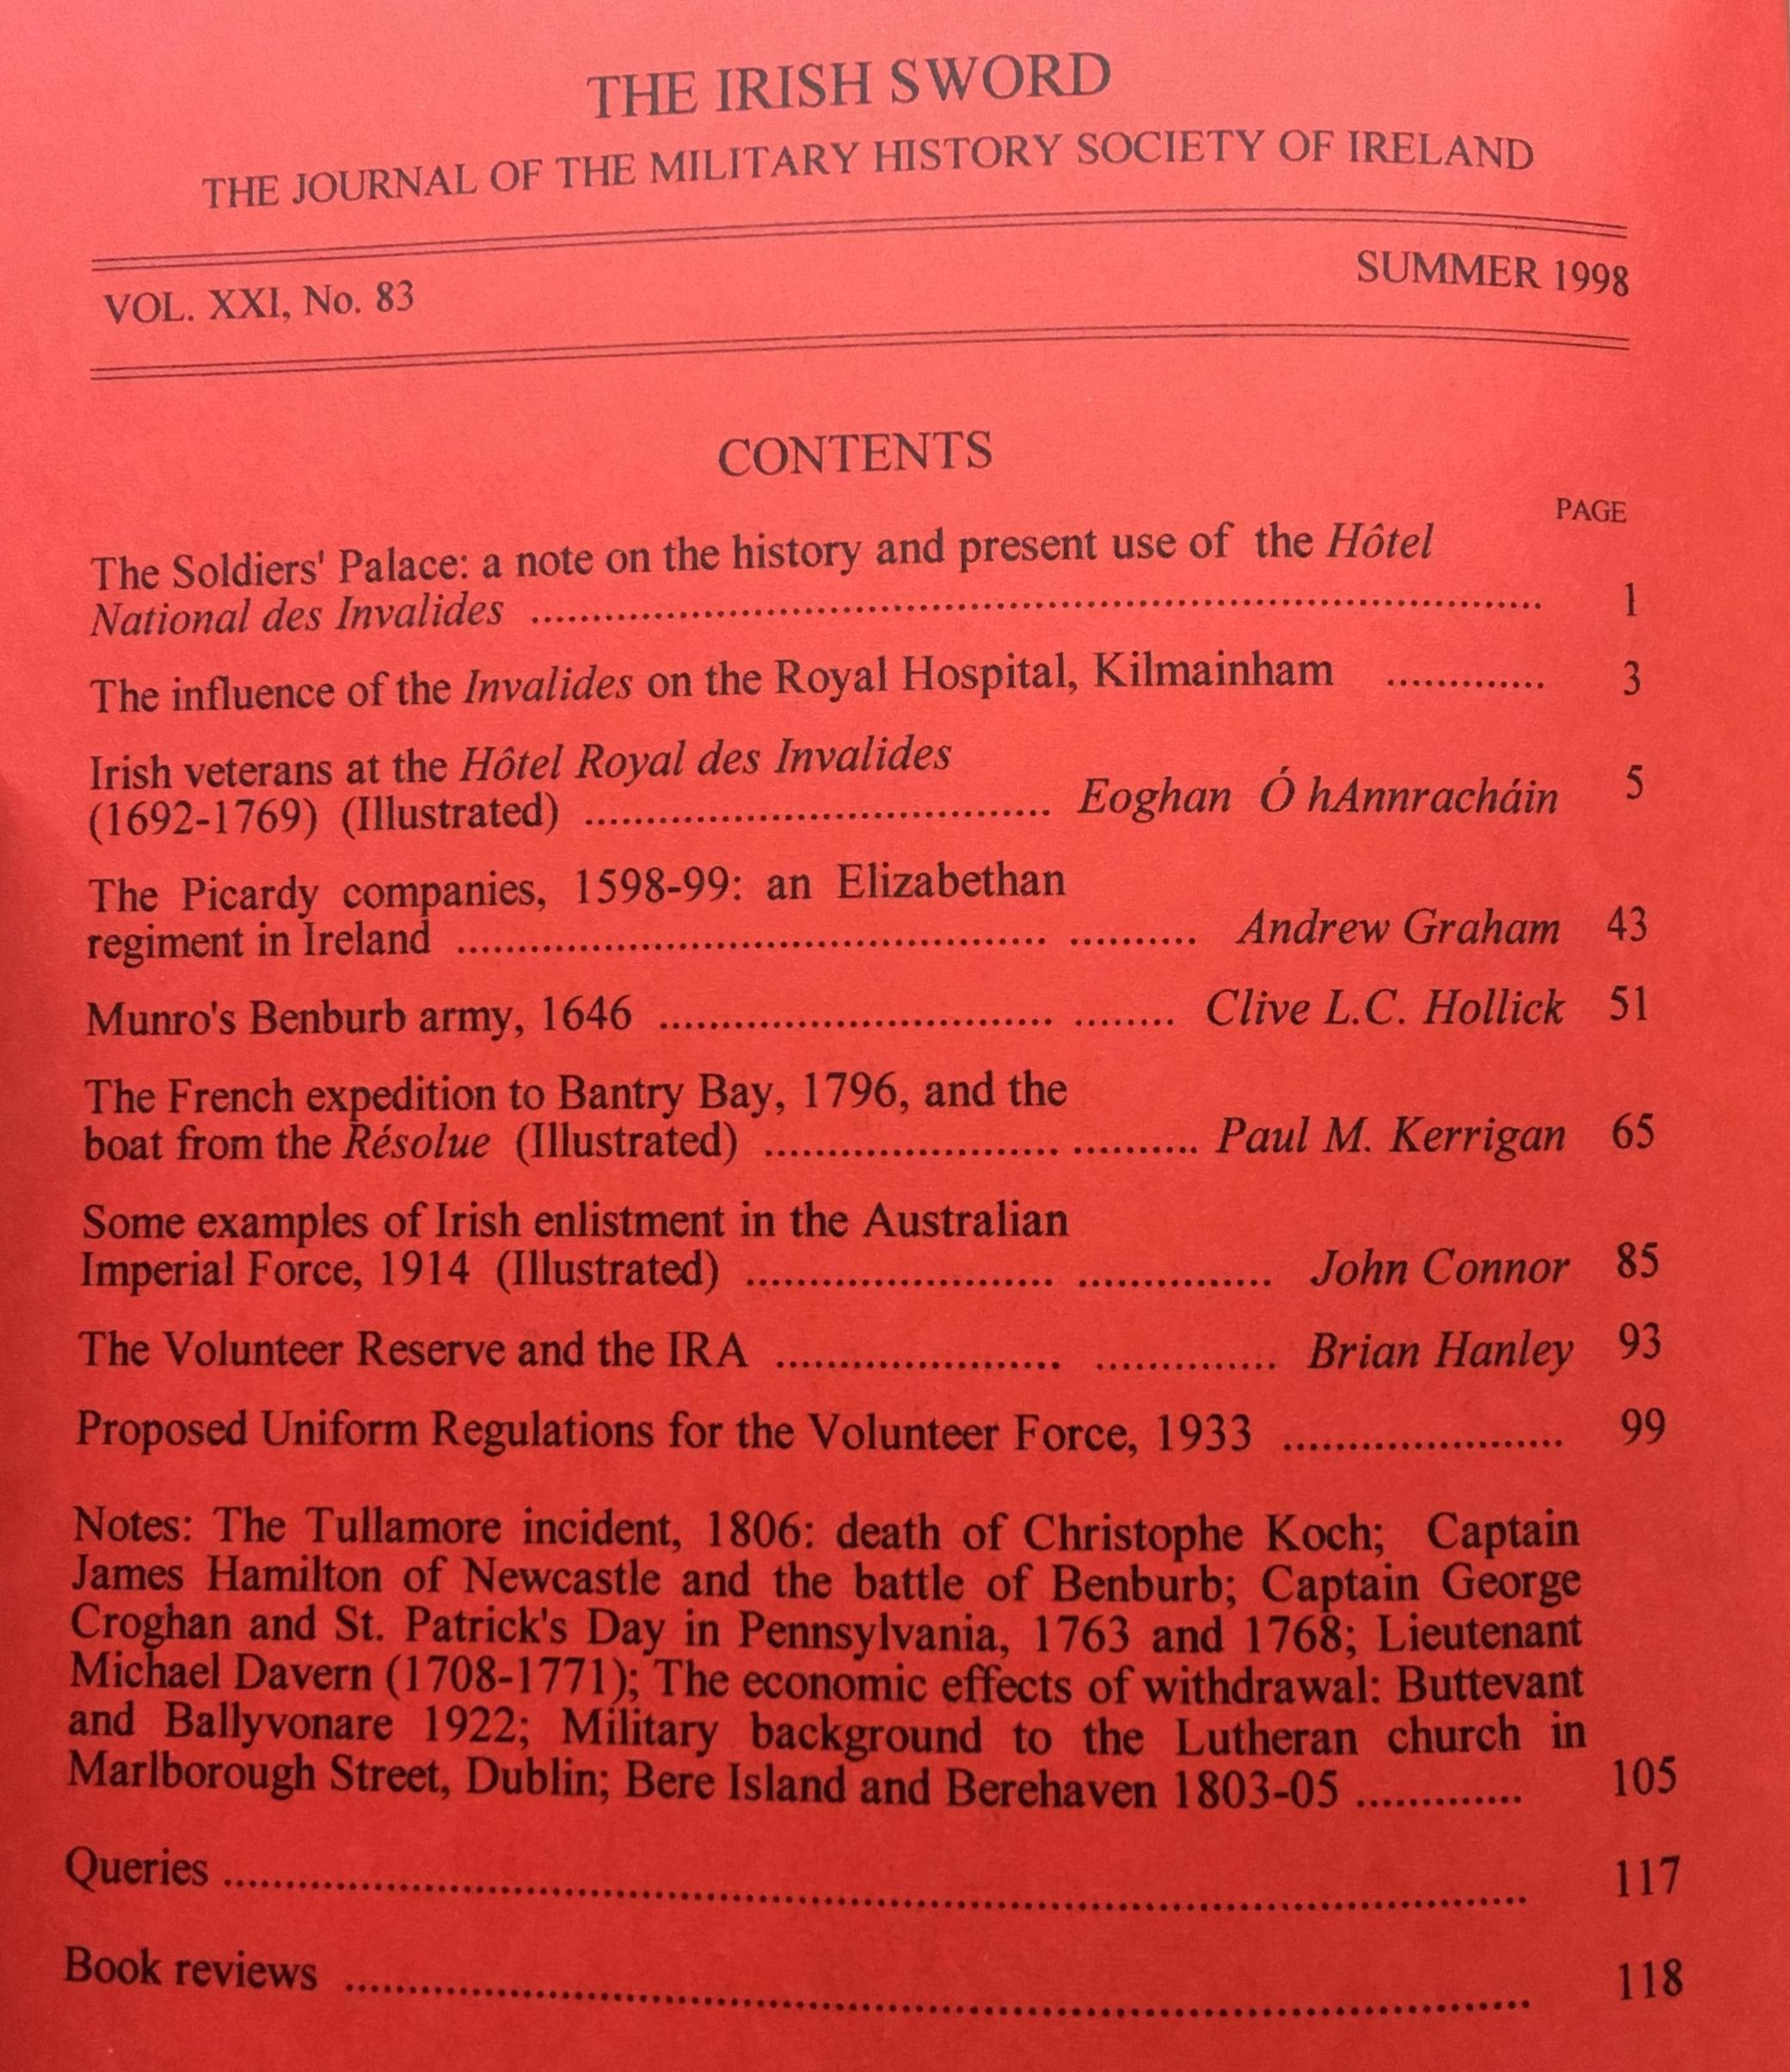 THE IRISH SWORD
THE JOURNAL OF THE MILITARY HISTORY SOCIETY OF IRELAND
VOL. XXI, No. 83 SUMMER 1998
CONTENTS
PAGE
The Soldiers' Palace: a note on the history and present use of the Hôtel
National des Invalides ........................................................................................ 1
The influence of the Invalides on the Royal Hospital, Kilmainham ............. 3
Irish veterans at the Hôtel Royal des Invalides
(1692-1769) (Illustrated) ...................................... Eoghan Ó hAnnracháin 5
The Picardy companies, 1598-99: an Elizabethan
regiment in Ireland ................................................ .......... Andrew Graham 43
Munro's Benburb army, 1646 ................................ ........ Clive L.C. Hollick 51
The French expedition to Bantry Bay, 1796, and the
boat from the Résolue (Illustrated) ........................ .......... Paul M. Kerrigan 65
Some examples of Irish enlistment in the Australian
Imperial Force, 1914 (Illustrated) ......................... ............... John Connor 85
The Volunteer Reserve and the IRA ....................... .............. Brian Hanley 93
Proposed Uniform Regulations for the Volunteer Force, 1933 ...................... 99
Notes: The Tullamore incident, 1806: death of Christophe Koch; Captain
James Hamilton of Newcastle and the battle of Benburb; Captain George
Croghan and St. Patrick's Day in Pennsylvania, 1763 and 1768; Lieutenant
Michael Davern (1708-1771); The economic effects of withdrawal: Buttevant
and Ballyvonare 1922; Military background to the Lutheran church in
Marlborough Street, Dublin; Bere Island and Berehaven 1803-05 ............. 105
Queries ........................................................................................................ 117
Book reviews ............................................................................................... 118